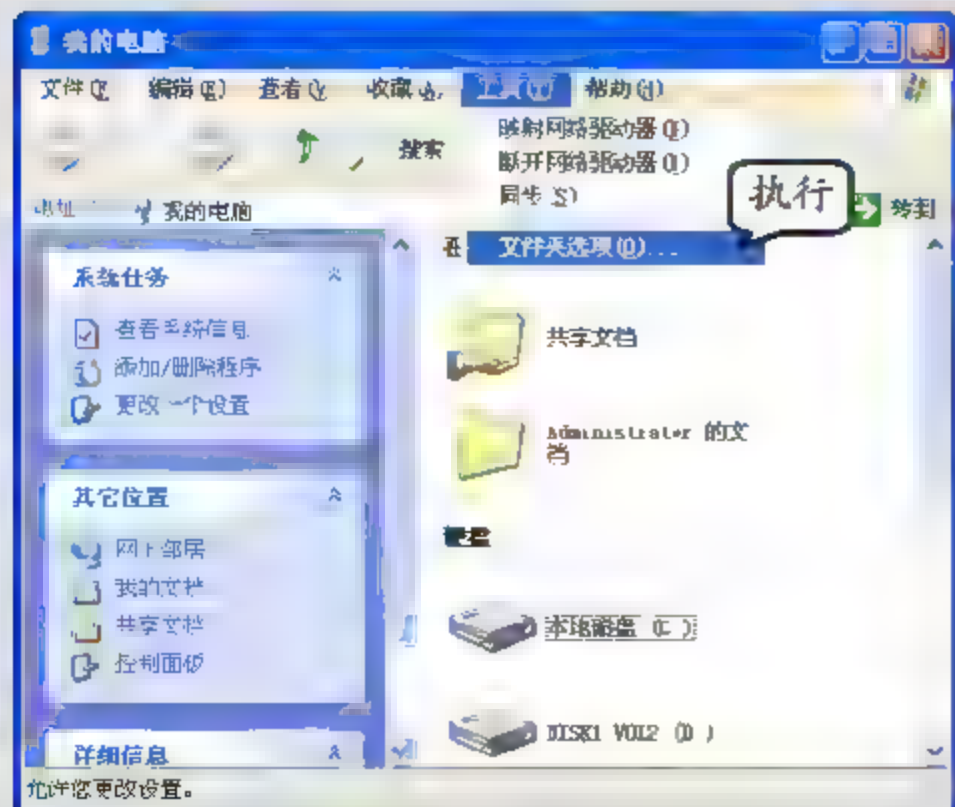 我的电脑
文件(F) 编辑(E) 查看(V) 收藏(A) 工具(T) 帮助(H)
映射网络驱动器(N)
断开网络驱动器(D)
同步(S)
搜索
执行
地址 我的电脑 转到
文件夹选项(O)...
系统任务
查看系统信息
添加/删除程序
更改一个设置
共享文档
Administrator 的文
档
其它位置
网上邻居
我的文档
共享文档
控制面板
本地磁盘 (C:)
DISK1 VOL2 (D:)
详细信息
允许您更改设置。